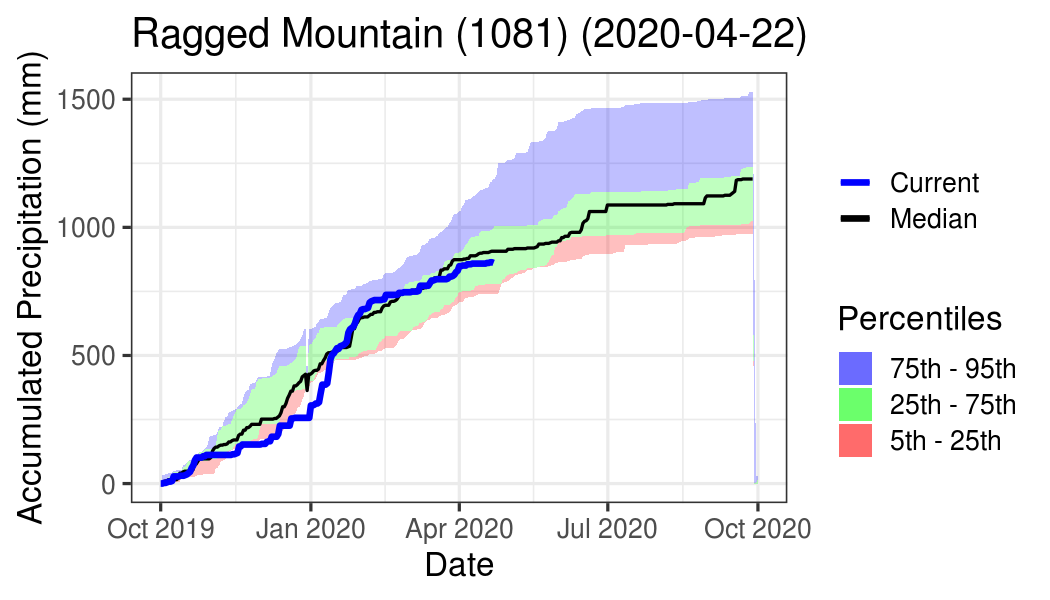 Ragged Mountain (1081) (2020-04-22)
Accumulated Precipitation (mm)
1500
1000
500
0
Oct 2019
Jan 2020
Apr 2020
Jul 2020
Oct 2020
Date
Current
Median
Percentiles
75th - 95th
25th - 75th
5th - 25th